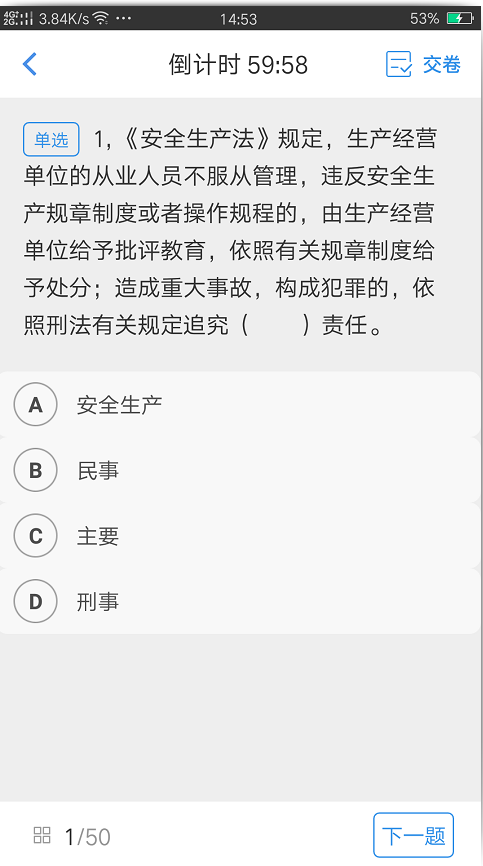 4G 2G 3.84K/s ··· 14:53 53%
倒计时 59:58 交卷
单选 1,《安全生产法》规定，生产经营
单位的从业人员不服从管理，违反安全生
产规章制度或者操作规程的，由生产经营
单位给予批评教育，依照有关规章制度给
予处分；造成重大事故，构成犯罪的，依
照刑法有关规定追究（　　）责任。
A 安全生产
B 民事
C 主要
D 刑事
1/50 下一题